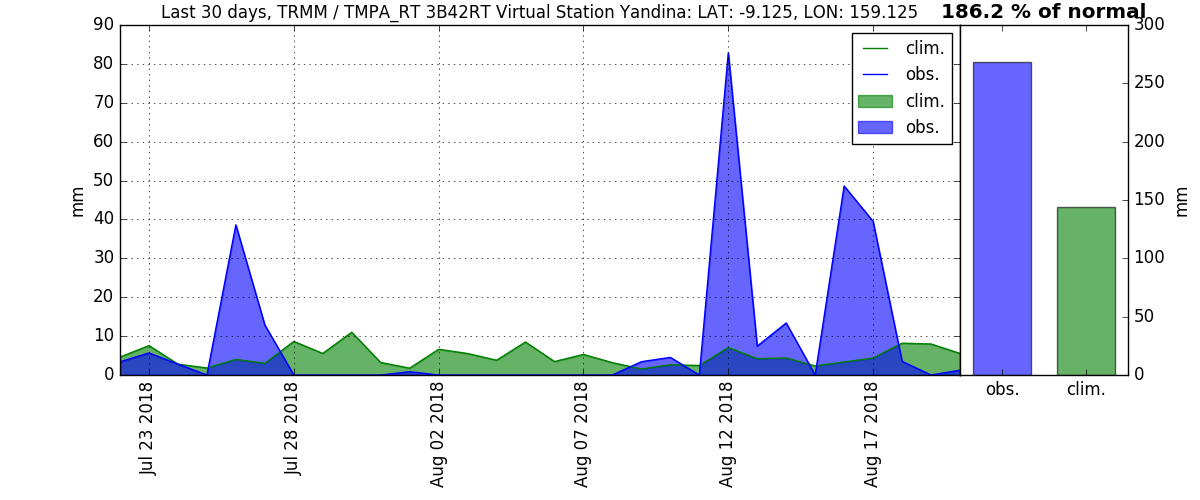 Last 30 days, TRMM / TMPA_RT 3B42RT Virtual Station Yandina: LAT: -9.125, LON: 159.125
186.2 % of normal
90
80
70
60
50
40
30
20
10
0
mm
clim.
obs.
clim.
obs.
Jul 23 2018
Jul 28 2018
Aug 02 2018
Aug 07 2018
Aug 12 2018
Aug 17 2018
300
250
200
150
100
50
0
mm
obs.
clim.